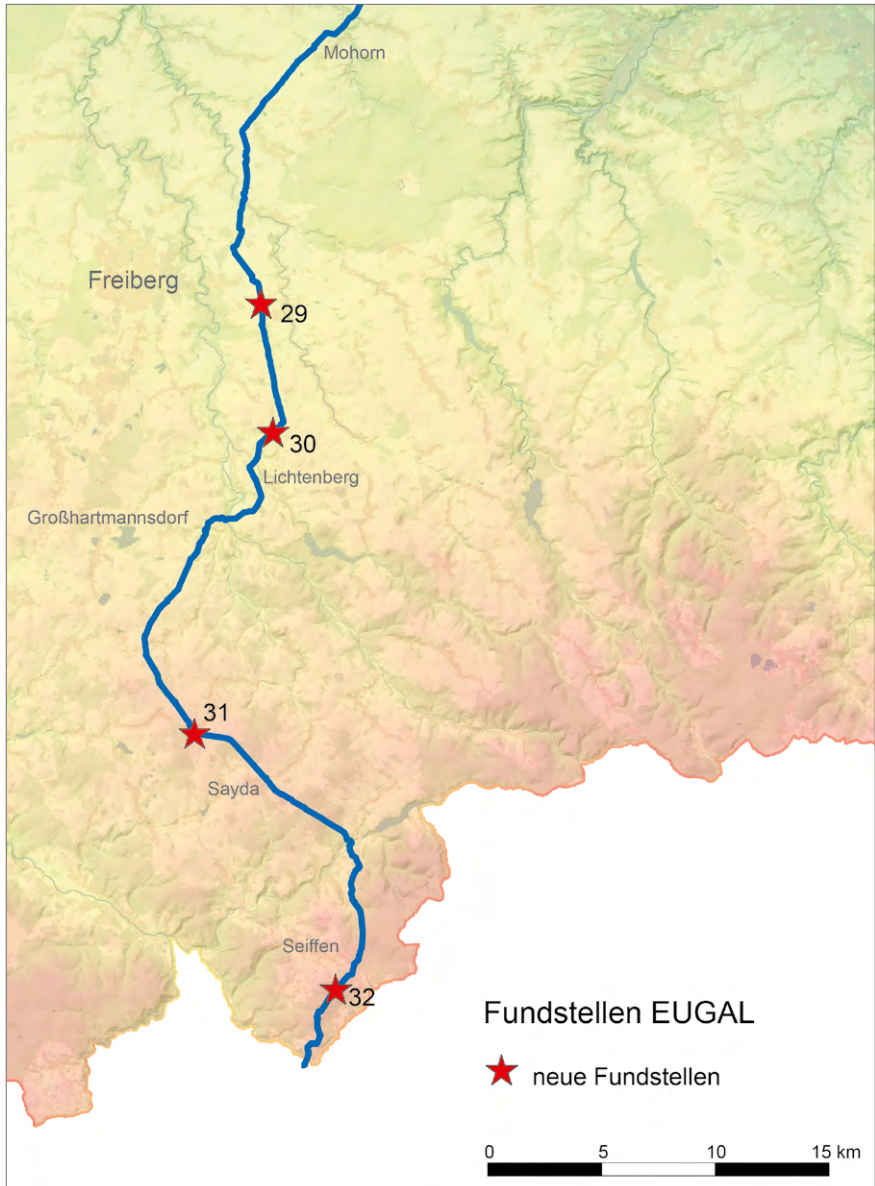 Mohorn
Freiberg
29
30
Lichtenberg
Großhartmannsdorf
31
Sayda
Seiffen
32
Fundstellen EUGAL
neue Fundstellen
0 5 10 15 km